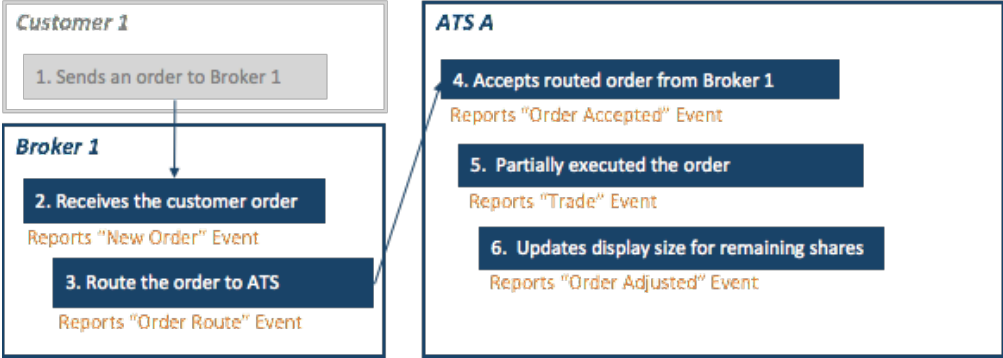 Customer 1
1. Sends an order to Broker 1
Broker 1
2. Receives the customer order
Reports "New Order" Event
3. Route the order to ATS
Reports "Order Route" Event
ATS A
4. Accepts routed order from Broker 1
Reports "Order Accepted" Event
5. Partially executed the order
Reports "Trade" Event
6. Updates display size for remaining shares
Reports "Order Adjusted" Event